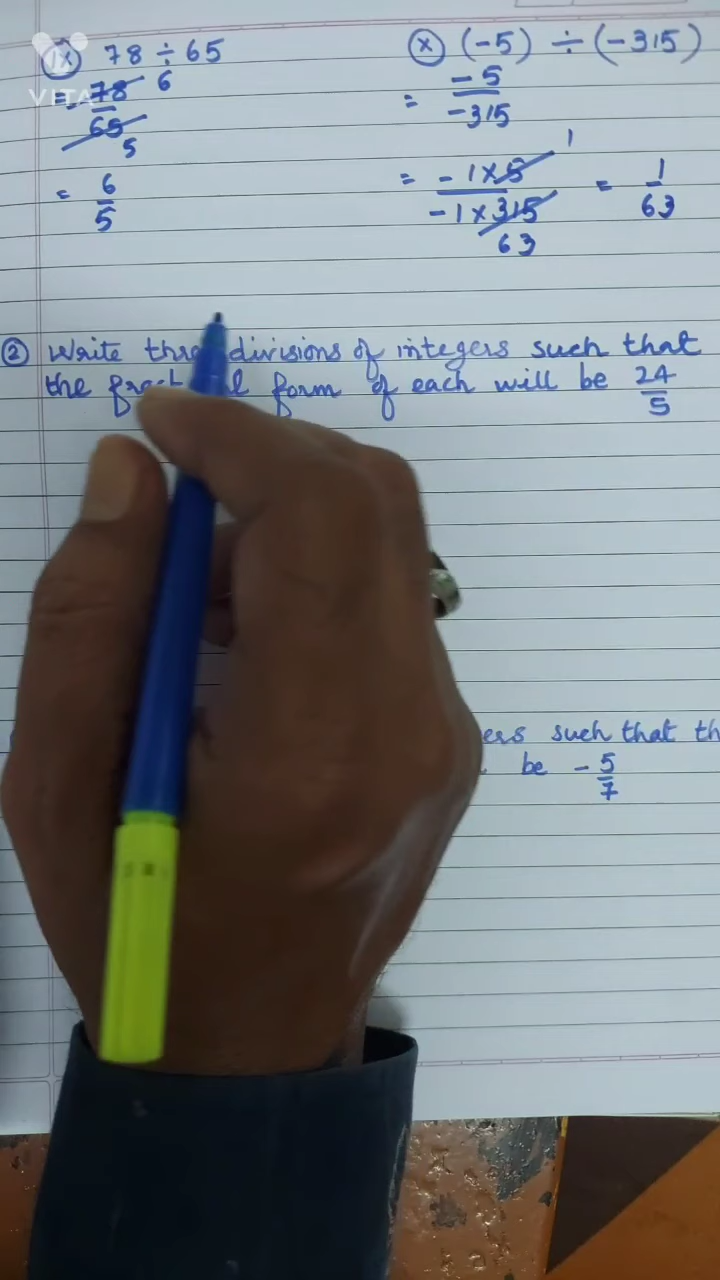 ix 78 ÷ 65
= 78 6
65
5
= 6
5
x (-5) ÷ (-315)
= -5
-315
= -1×5 1 = 1
-1×315 63
63
VITA
2 Write three divisions of integers such that
the form of each will be 24
5
such that th
be - 5
7